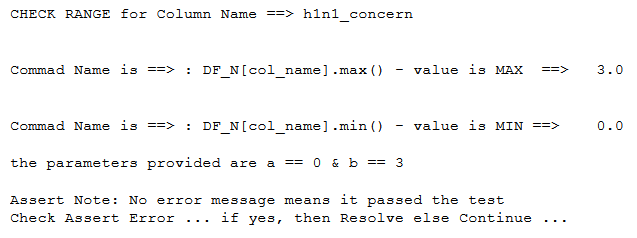 CHECK RANGE for Column Name ==> h1n1_concern
Commad Name is ==> : DF_N[col_name].max() - value is MAX  ==>   3.0
Commad Name is ==> : DF_N[col_name].min() - value is MIN ==>    0.0
the parameters provided are a == 0 & b == 3
Assert Note: No error message means it passed the test
Check Assert Error ... if yes, then Resolve else Continue ...